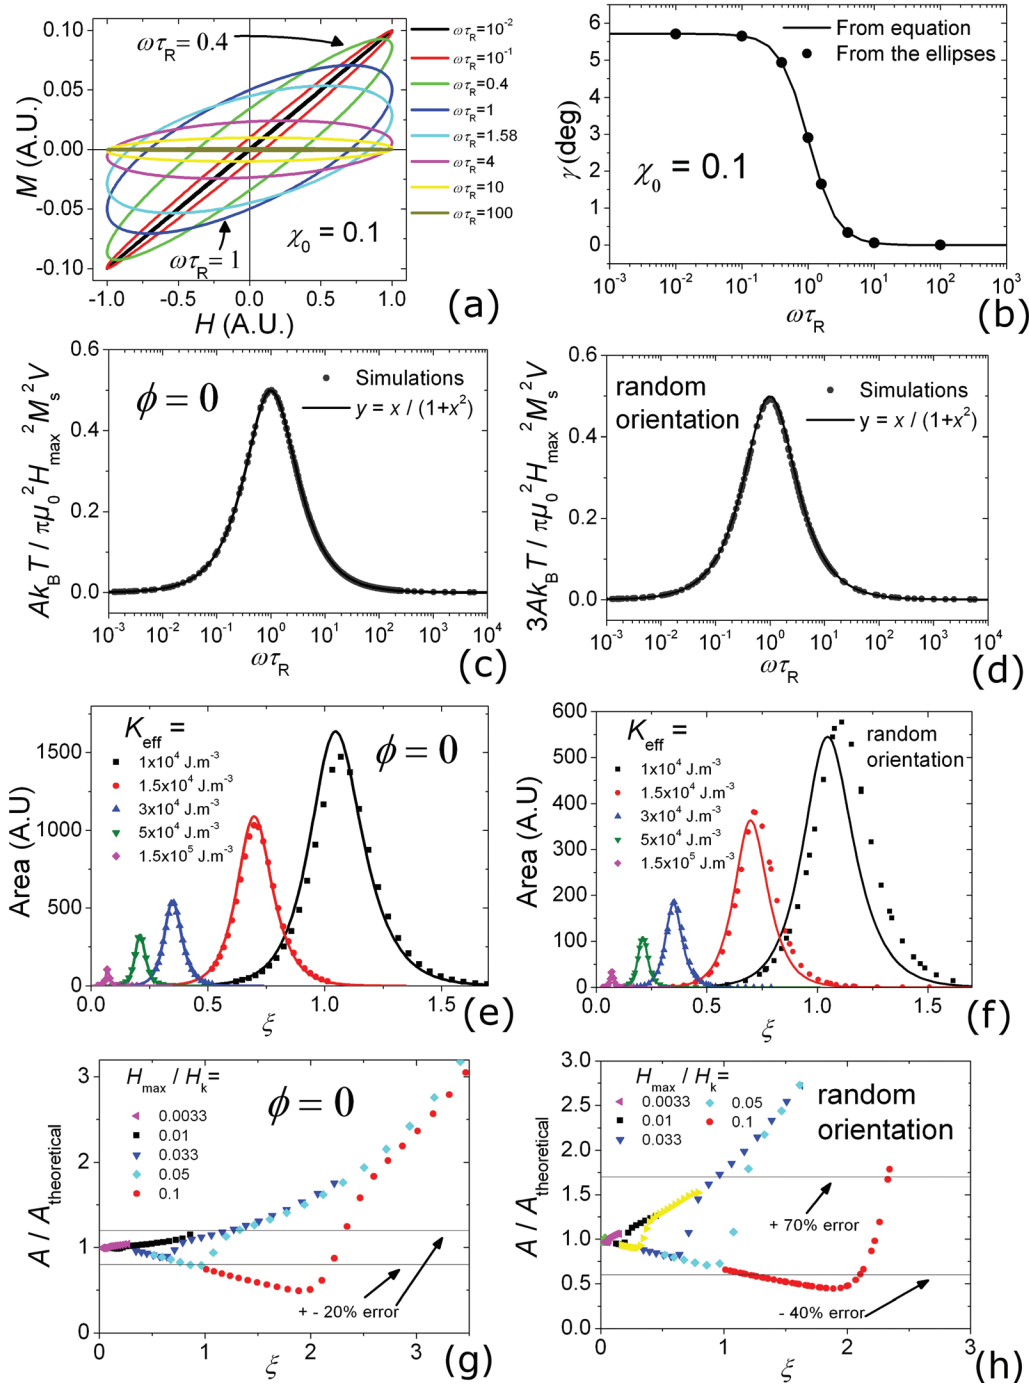 0.10
0.05
0.00
-0.05
-0.10
M (A.U.)
ωτR= 0.4
ωτR= 1
χ0 = 0.1
-1.0 -0.5 0.0 0.5 1.0
H (A.U.)
ωτR=10-2
ωτR=10-1
ωτR=0.4
ωτR=1
ωτR=1.58
ωτR=4
ωτR=10
ωτR=100
(a)
6
5
4
3
2
1
0
γ(deg)
From equation
From the ellipses
χ0 = 0.1
10-3 10-2 10-1 100 101 102 103
ωτR
(b)
0.6
0.4
0.2
0.0
AkBT / πμ02Hmax2Ms2V
ϕ = 0
Simulations
y = x / (1+x2)
10-3 10-2 10-1 100 101 102 103 104
ωτR
(c)
0.6
0.4
0.2
0.0
3AkBT / πμ02Hmax2Ms2V
random
orientation
Simulations
y = x / (1+x2)
10-3 10-2 10-1 100 101 102 103 104
ωτR
(d)
1500
1000
500
0
Area (A.U)
Keff =
1x104 J.m-3
1.5x104 J.m-3
3x104 J.m-3
5x104 J.m-3
1.5x105 J.m-3
ϕ = 0
0.0 0.5 1.0 1.5
ξ
(e)
600
500
400
300
200
100
0
Area (A.U)
Keff =
1x104 J.m-3
1.5x104 J.m-3
3x104 J.m-3
5x104 J.m-3
1.5x105 J.m-3
random
orientation
0.0 0.5 1.0 1.5
ξ
(f)
3
2
1
0
A / Atheoretical
Hmax / Hk=
0.0033
0.01
0.033
0.05
0.1
ϕ = 0
+ - 20% error
0 1 2 3
ξ
(g)
3.0
2.5
2.0
1.5
1.0
0.5
0.0
A / Atheoretical
Hmax / Hk=
0.0033
0.01
0.033
0.05
0.1
random
orientation
+ 70% error
- 40% error
0 1 2 3
ξ
(h)